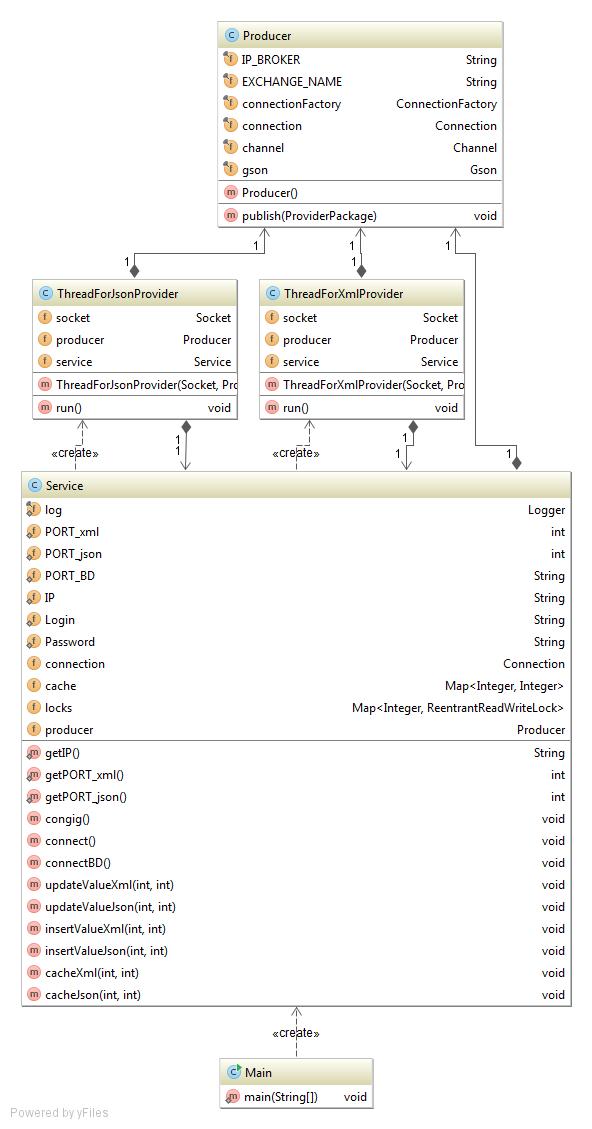 Producer
IP_BROKER String
EXCHANGE_NAME String
connectionFactory ConnectionFactory
connection Connection
channel Channel
gson Gson
Producer()
publish(ProviderPackage) void
1 1 1
1 1
ThreadForJsonProvider ThreadForXmlProvider
socket Socket socket Socket
producer Producer producer Producer
service Service service Service
ThreadForJsonProvider(Socket, Pro ThreadForXmlProvider(Socket, Pro
run() void run() void
1 1
«create» 1 «create» 1 1
Service
log Logger
PORT_xml int
PORT_json int
PORT_BD String
IP String
Login String
Password String
connection Connection
cache Map<Integer, Integer>
locks Map<Integer, ReentrantReadWriteLock>
producer Producer
getIP() String
getPORT_xml() int
getPORT_json() int
congig() void
connect() void
connectBD() void
updateValueXml(int, int) void
updateValueJson(int, int) void
insertValueXml(int, int) void
insertValueJson(int, int) void
cacheXml(int, int) void
cacheJson(int, int) void
«create»
Main
main(String[]) void
Powered by yFiles